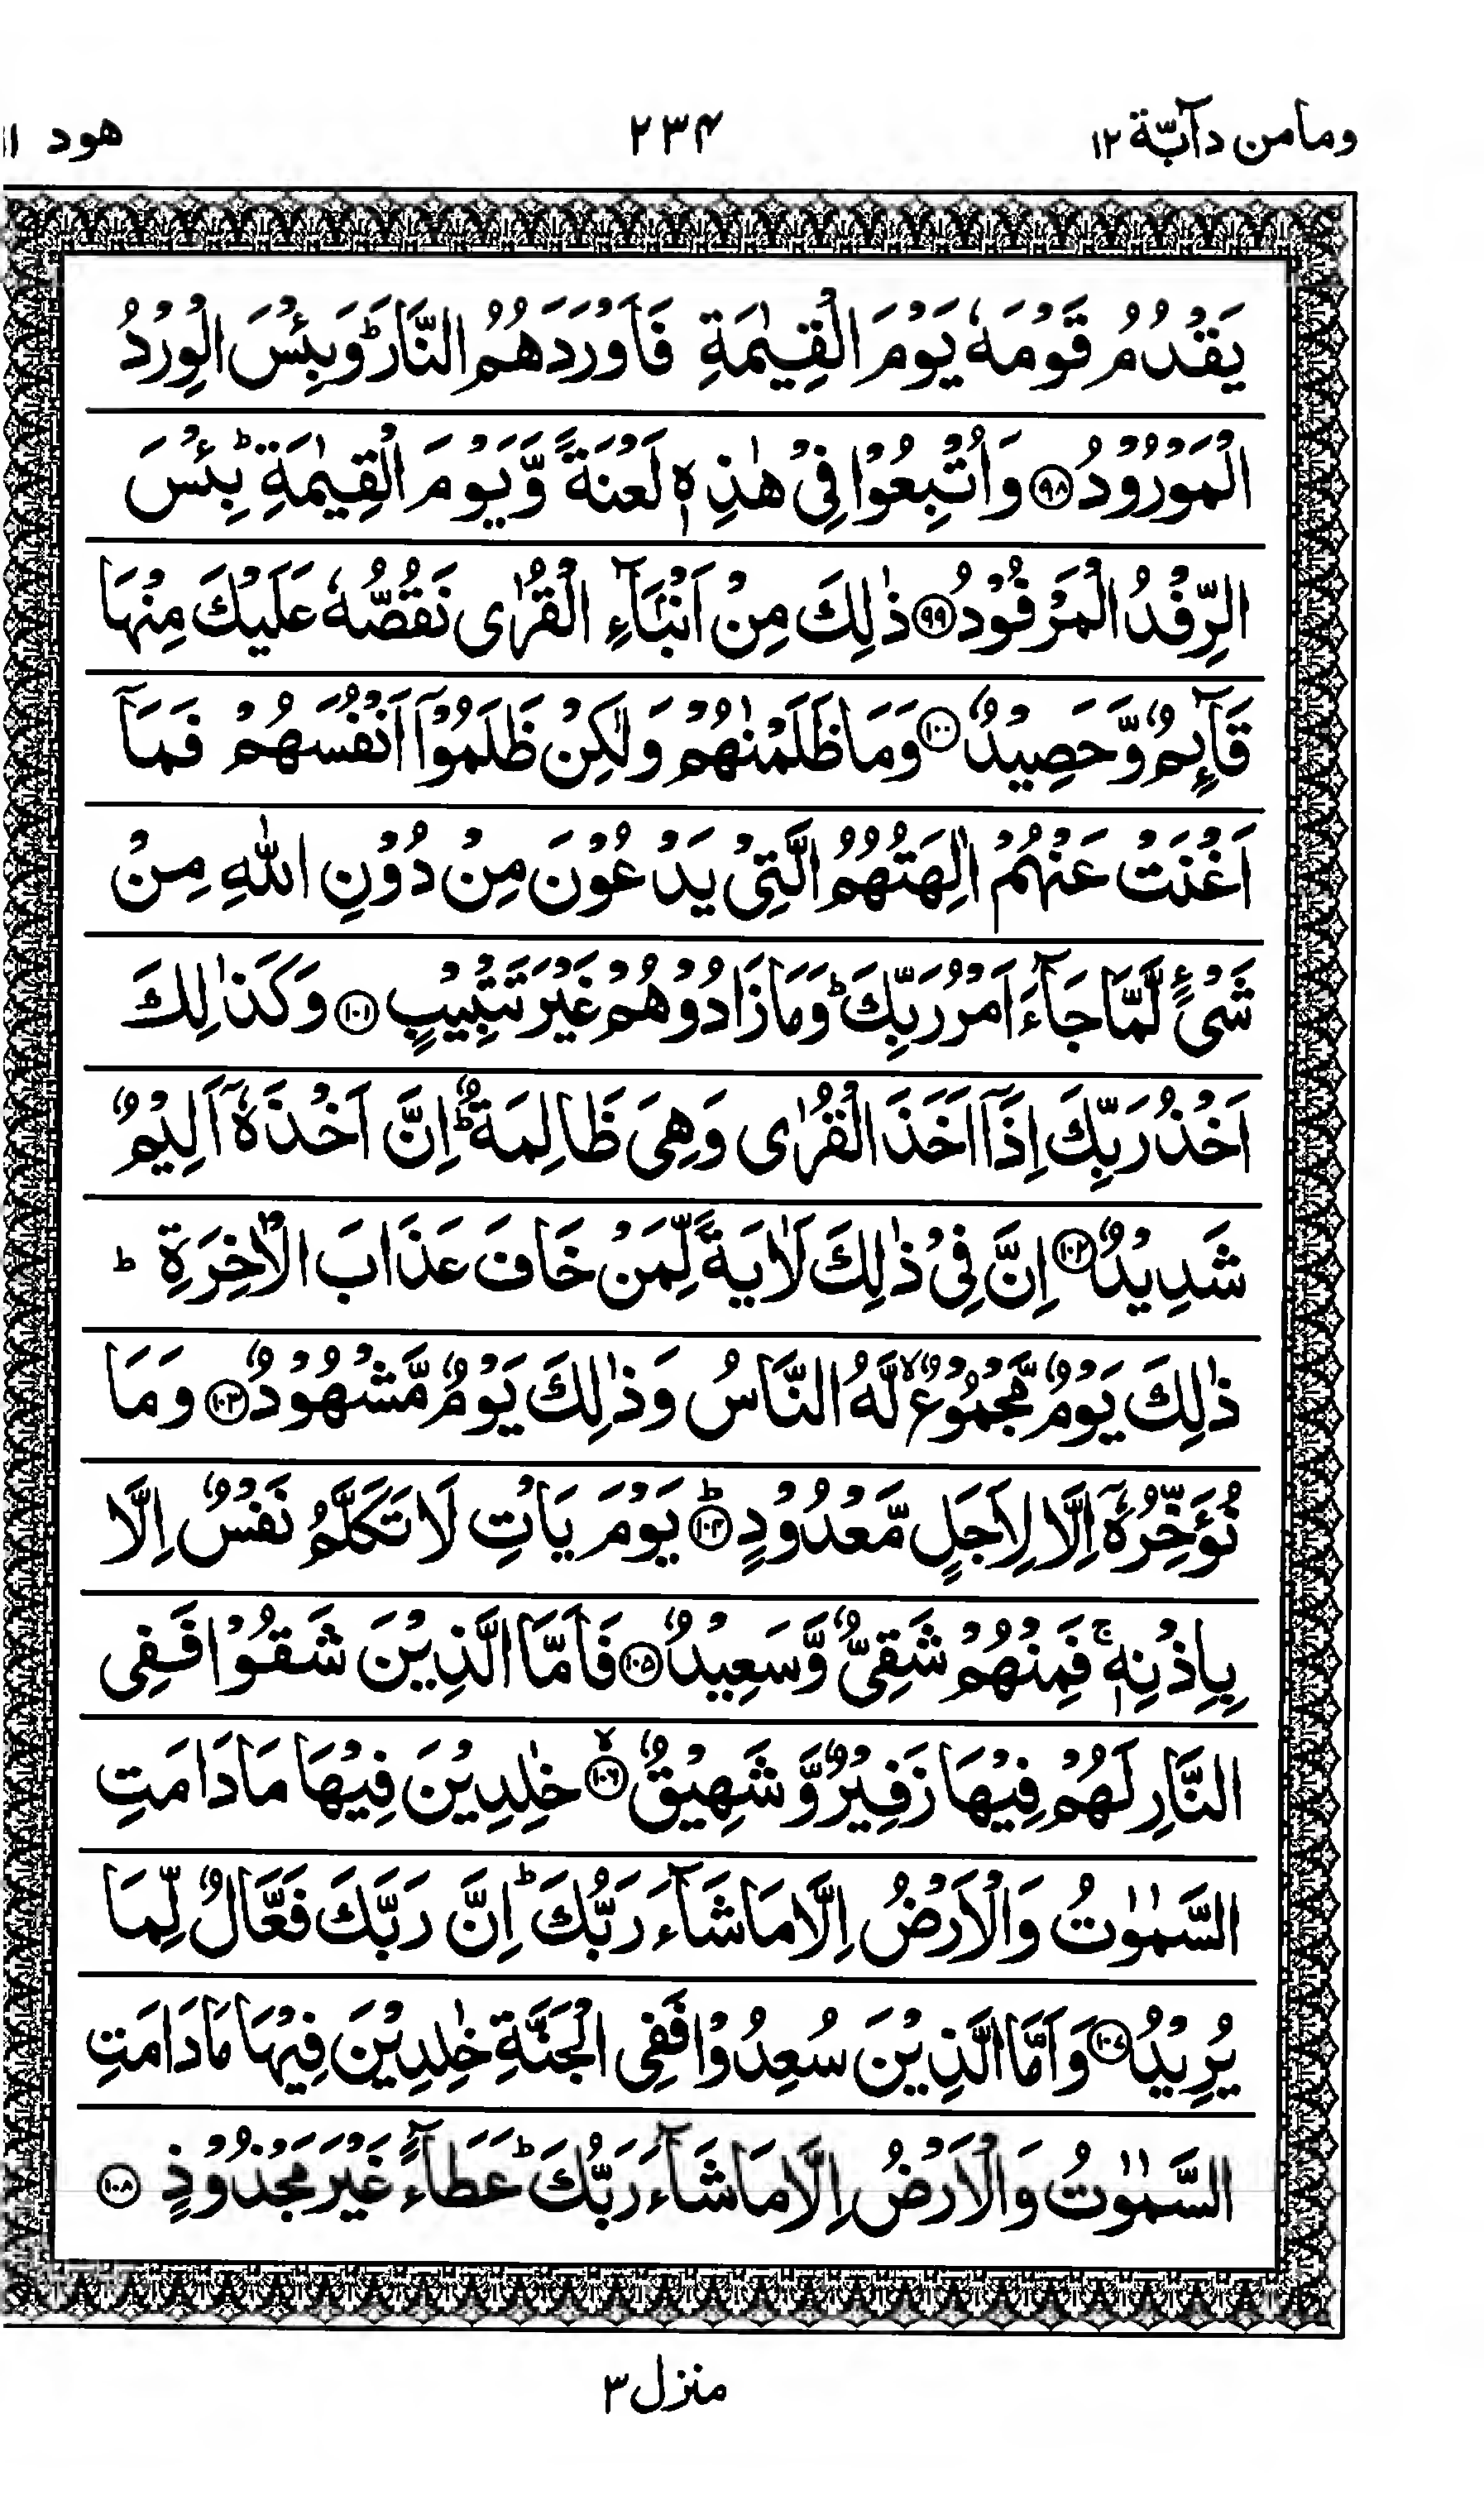 ومامن دآبّة ١٢
٢٣٤
هود ١١
يَقْدُمُ قَوْمَهٗ يَوْمَ الْقِيٰمَةِ فَاَوْرَدَهُمُ النَّارَ ؕ وَبِئْسَ الْوِرْدُ
الْمَوْرُوْدُ ﴿٩٨﴾ وَاُتْبِعُوْا فِيْ هٰذِهٖ لَعْنَةً وَّيَوْمَ الْقِيٰمَةِ ؕ بِئْسَ
الرِّفْدُ الْمَرْفُوْدُ ﴿٩٩﴾ ذٰلِكَ مِنْ اَنْۢبَآءِ الْقُرٰى نَقُصُّهٗ عَلَيْكَ مِنْهَا
قَآئِمٌ وَّحَصِيْدٌ ﴿١٠٠﴾ وَمَا ظَلَمْنٰهُمْ وَلٰكِنْ ظَلَمُوْۤا اَنْفُسَهُمْ فَمَاۤ
اَغْنَتْ عَنْهُمْ اٰلِهَتُهُمُ الَّتِيْ يَدْعُوْنَ مِنْ دُوْنِ اللّٰهِ مِنْ
شَيْءٍ لَّمَّا جَآءَ اَمْرُ رَبِّكَ ؕ وَمَا زَادُوْهُمْ غَيْرَ تَتْبِيْبٍ ﴿١٠١﴾ وَكَذٰلِكَ
اَخْذُ رَبِّكَ اِذَاۤ اَخَذَ الْقُرٰى وَهِيَ ظَالِمَةٌ ؕ اِنَّ اَخْذَهٗۤ اَلِيْمٌ
شَدِيْدٌ ﴿١٠٢﴾ اِنَّ فِيْ ذٰلِكَ لَاٰيَةً لِّمَنْ خَافَ عَذَابَ الْاٰخِرَةِ ؕ
ذٰلِكَ يَوْمٌ مَّجْمُوْعٌ ۙ لَّهُ النَّاسُ وَذٰلِكَ يَوْمٌ مَّشْهُوْدٌ ﴿١٠٣﴾ وَمَا
نُؤَخِّرُهٗۤ اِلَّا لِاَجَلٍ مَّعْدُوْدٍ ؕ﴿١٠٤﴾ يَوْمَ يَاْتِ لَا تَكَلَّمُ نَفْسٌ اِلَّا
بِاِذْنِهٖ ۚ فَمِنْهُمْ شَقِيٌّ وَّسَعِيْدٌ ﴿١٠٥﴾ فَاَمَّا الَّذِيْنَ شَقُوْا فَفِي
النَّارِ لَهُمْ فِيْهَا زَفِيْرٌ وَّشَهِيْقٌ ۙ﴿١٠٦﴾ خٰلِدِيْنَ فِيْهَا مَا دَامَتِ
السَّمٰوٰتُ وَالْاَرْضُ اِلَّا مَا شَآءَ رَبُّكَ ؕ اِنَّ رَبَّكَ فَعَّالٌ لِّمَا
يُرِيْدُ ﴿١٠٧﴾ وَاَمَّا الَّذِيْنَ سُعِدُوْا فَفِي الْجَنَّةِ خٰلِدِيْنَ فِيْهَا مَا دَامَتِ
السَّمٰوٰتُ وَالْاَرْضُ اِلَّا مَا شَآءَ رَبُّكَ ؕ عَطَآءً غَيْرَ مَجْذُوْذٍ ﴿١٠٨﴾
منزل ٣